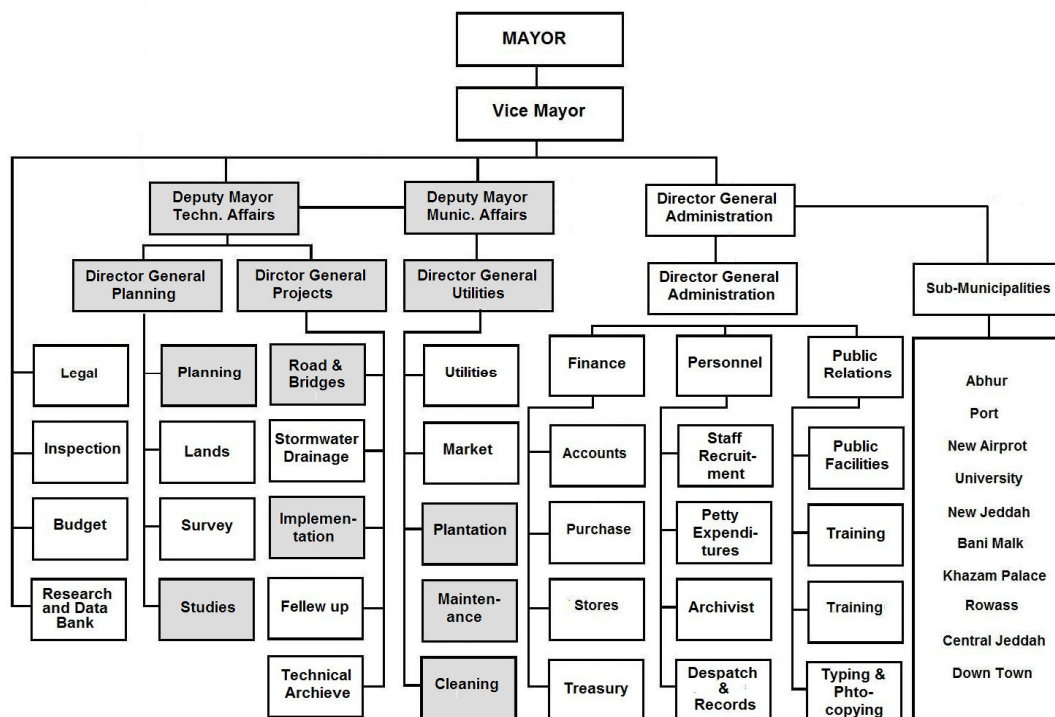 MAYOR
Vice Mayor
Deputy Mayor
Techn. Affairs
Deputy Mayor
Munic. Affairs
Director General
Administration
Director General
Planning
Dirctor General
Projects
Director General
Utilities
Director General
Administration
Sub-Municipalities
Legal
Inspection
Budget
Research
and Data
Bank
Planning
Lands
Survey
Studies
Road &
Bridges
Stormwater
Drainage
Implemen-
tation
Fellew up
Technical
Archieve
Utilities
Market
Plantation
Mainten-
ance
Cleaning
Finance
Accounts
Purchase
Stores
Treasury
Personnel
Staff
Recruit-
ment
Petty
Expendi-
tures
Archivist
Despatch
&
Records
Public
Relations
Public
Facilities
Training
Training
Typing &
Phto-
copying
Abhur
Port
New Airprot
University
New Jeddah
Bani Malk
Khazam Palace
Rowass
Central Jeddah
Down Town